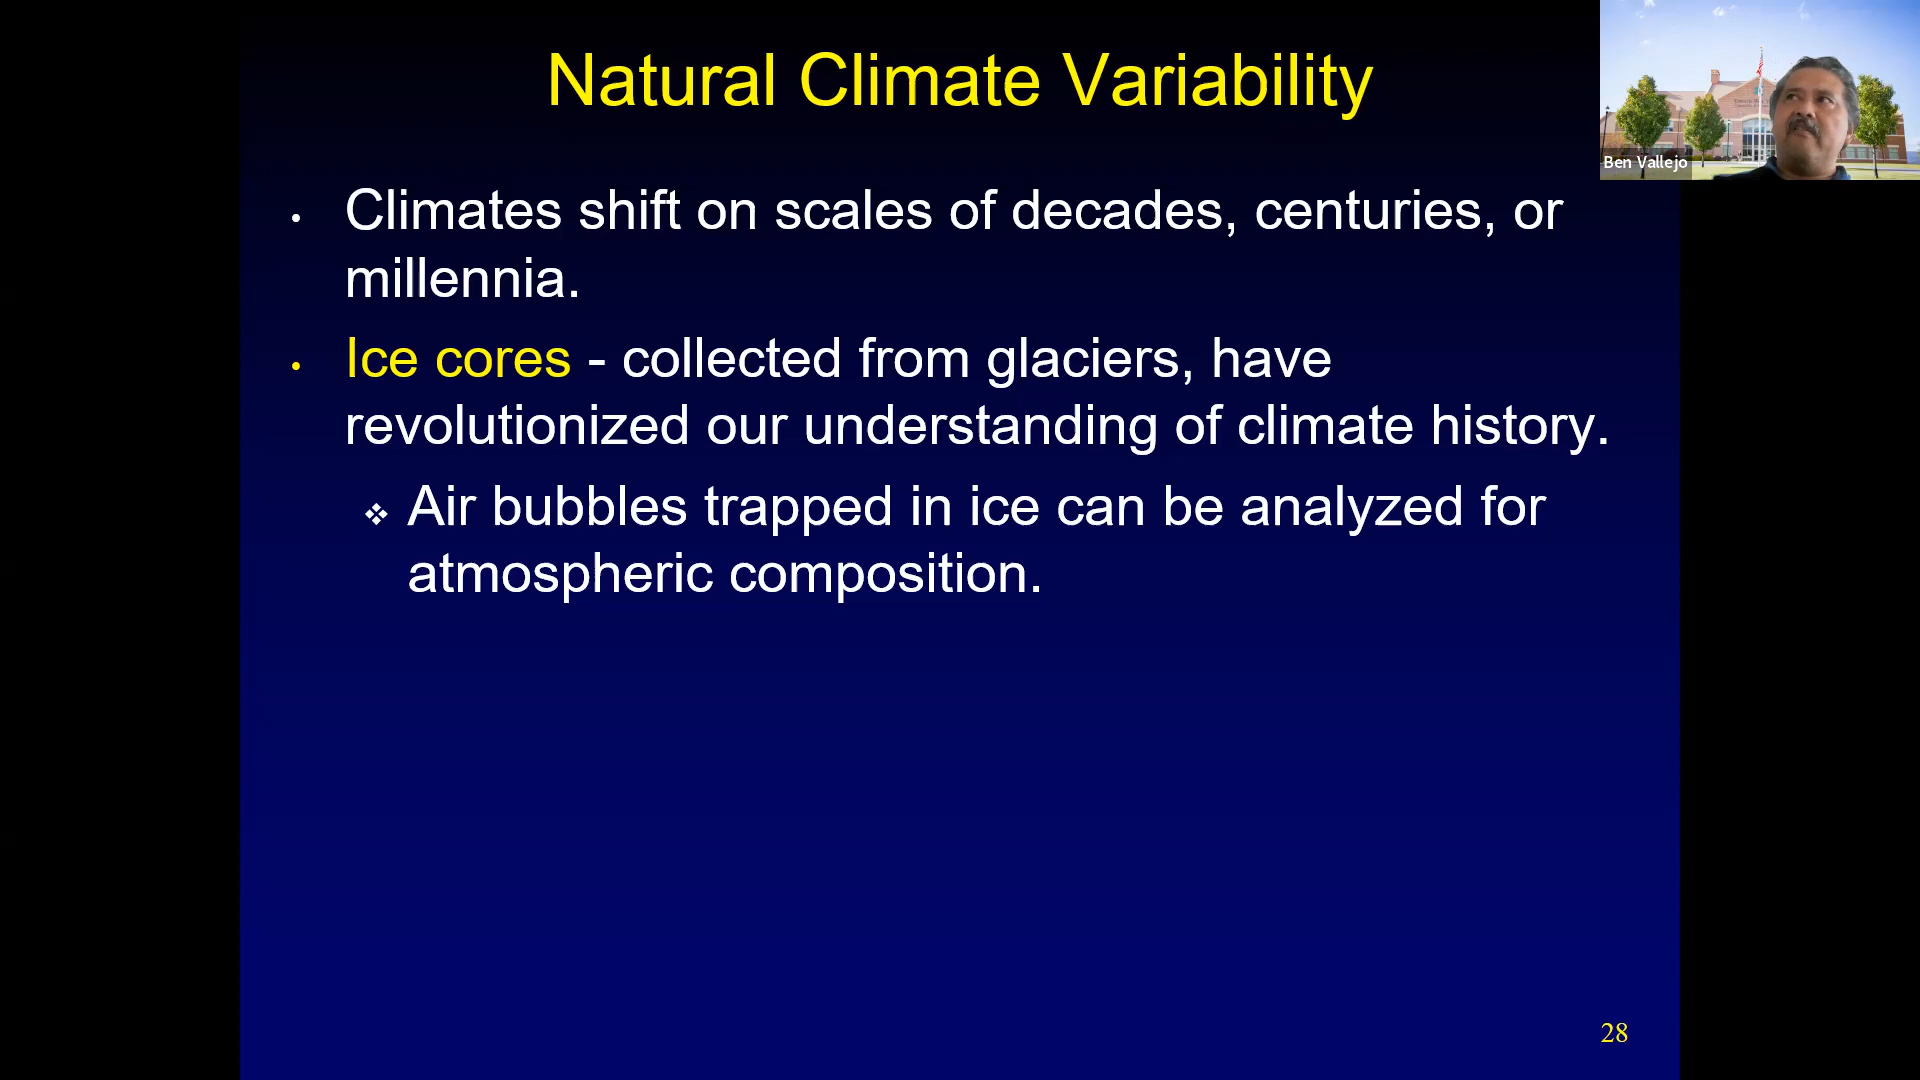 Natural Climate Variability
Ben Vallejo
• Climates shift on scales of decades, centuries, or
millennia.
• Ice cores - collected from glaciers, have
revolutionized our understanding of climate history.
❖ Air bubbles trapped in ice can be analyzed for
atmospheric composition.
28